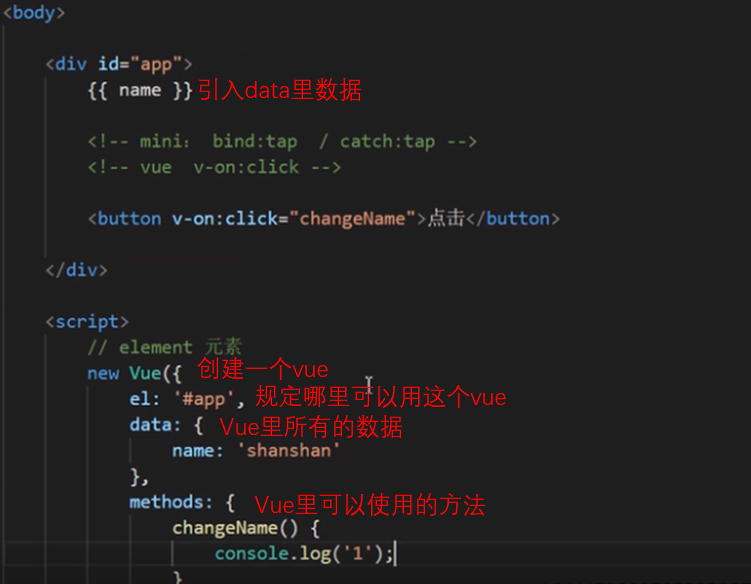 <body>
<div id="app">
{{ name }} 引入data里数据
<!-- mini： bind:tap / catch:tap -->
<!-- vue v-on:click -->
<button v-on:click="changeName">点击</button>
</div>
<script>
// element 元素
new Vue({ 创建一个vue
el: '#app', 规定哪里可以用这个vue
data: { Vue里所有的数据
name: 'shanshan'
},
methods: { Vue里可以使用的方法
changeName() {
console.log('1');
}